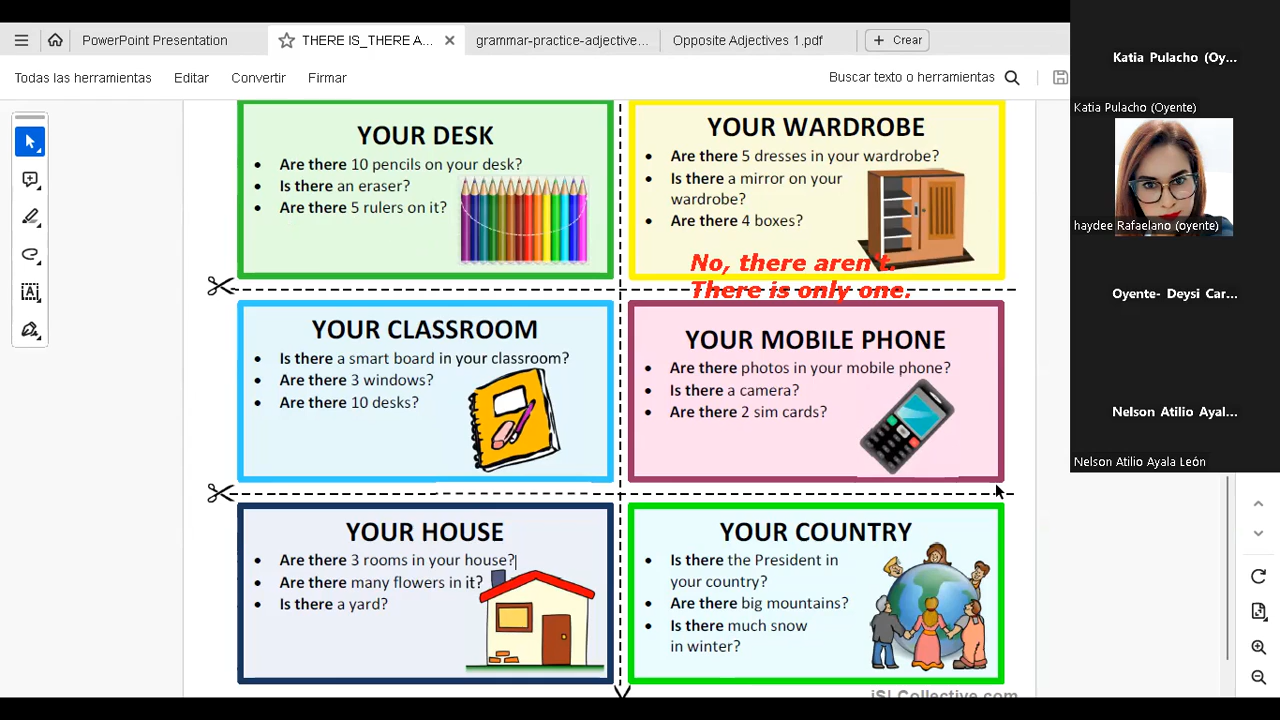 PowerPoint Presentation
THERE IS_THERE A...
grammar-practice-adjective...
Opposite Adjectives 1.pdf
+ Crear
Todas las herramientas
Editar
Convertir
Firmar
Buscar texto o herramientas
YOUR DESK
• Are there 10 pencils on your desk?
• Is there an eraser?
• Are there 5 rulers on it?
YOUR WARDROBE
• Are there 5 dresses in your wardrobe?
• Is there a mirror on your
wardrobe?
• Are there 4 boxes?
No, there aren't.
There is only one.
YOUR CLASSROOM
• Is there a smart board in your classroom?
• Are there 3 windows?
• Are there 10 desks?
YOUR MOBILE PHONE
• Are there photos in your mobile phone?
• Is there a camera?
• Are there 2 sim cards?
YOUR HOUSE
• Are there 3 rooms in your house?
• Are there many flowers in it?
• Is there a yard?
YOUR COUNTRY
• Is there the President in
your country?
• Are there big mountains?
• Is there much snow
in winter?
iSLCollective.com
Katia Pulacho (Oy...
Katia Pulacho (Oyente)
haydee Rafaelano (oyente)
Oyente- Deysi Car...
Nelson Atilio Ayal...
Nelson Atilio Ayala León